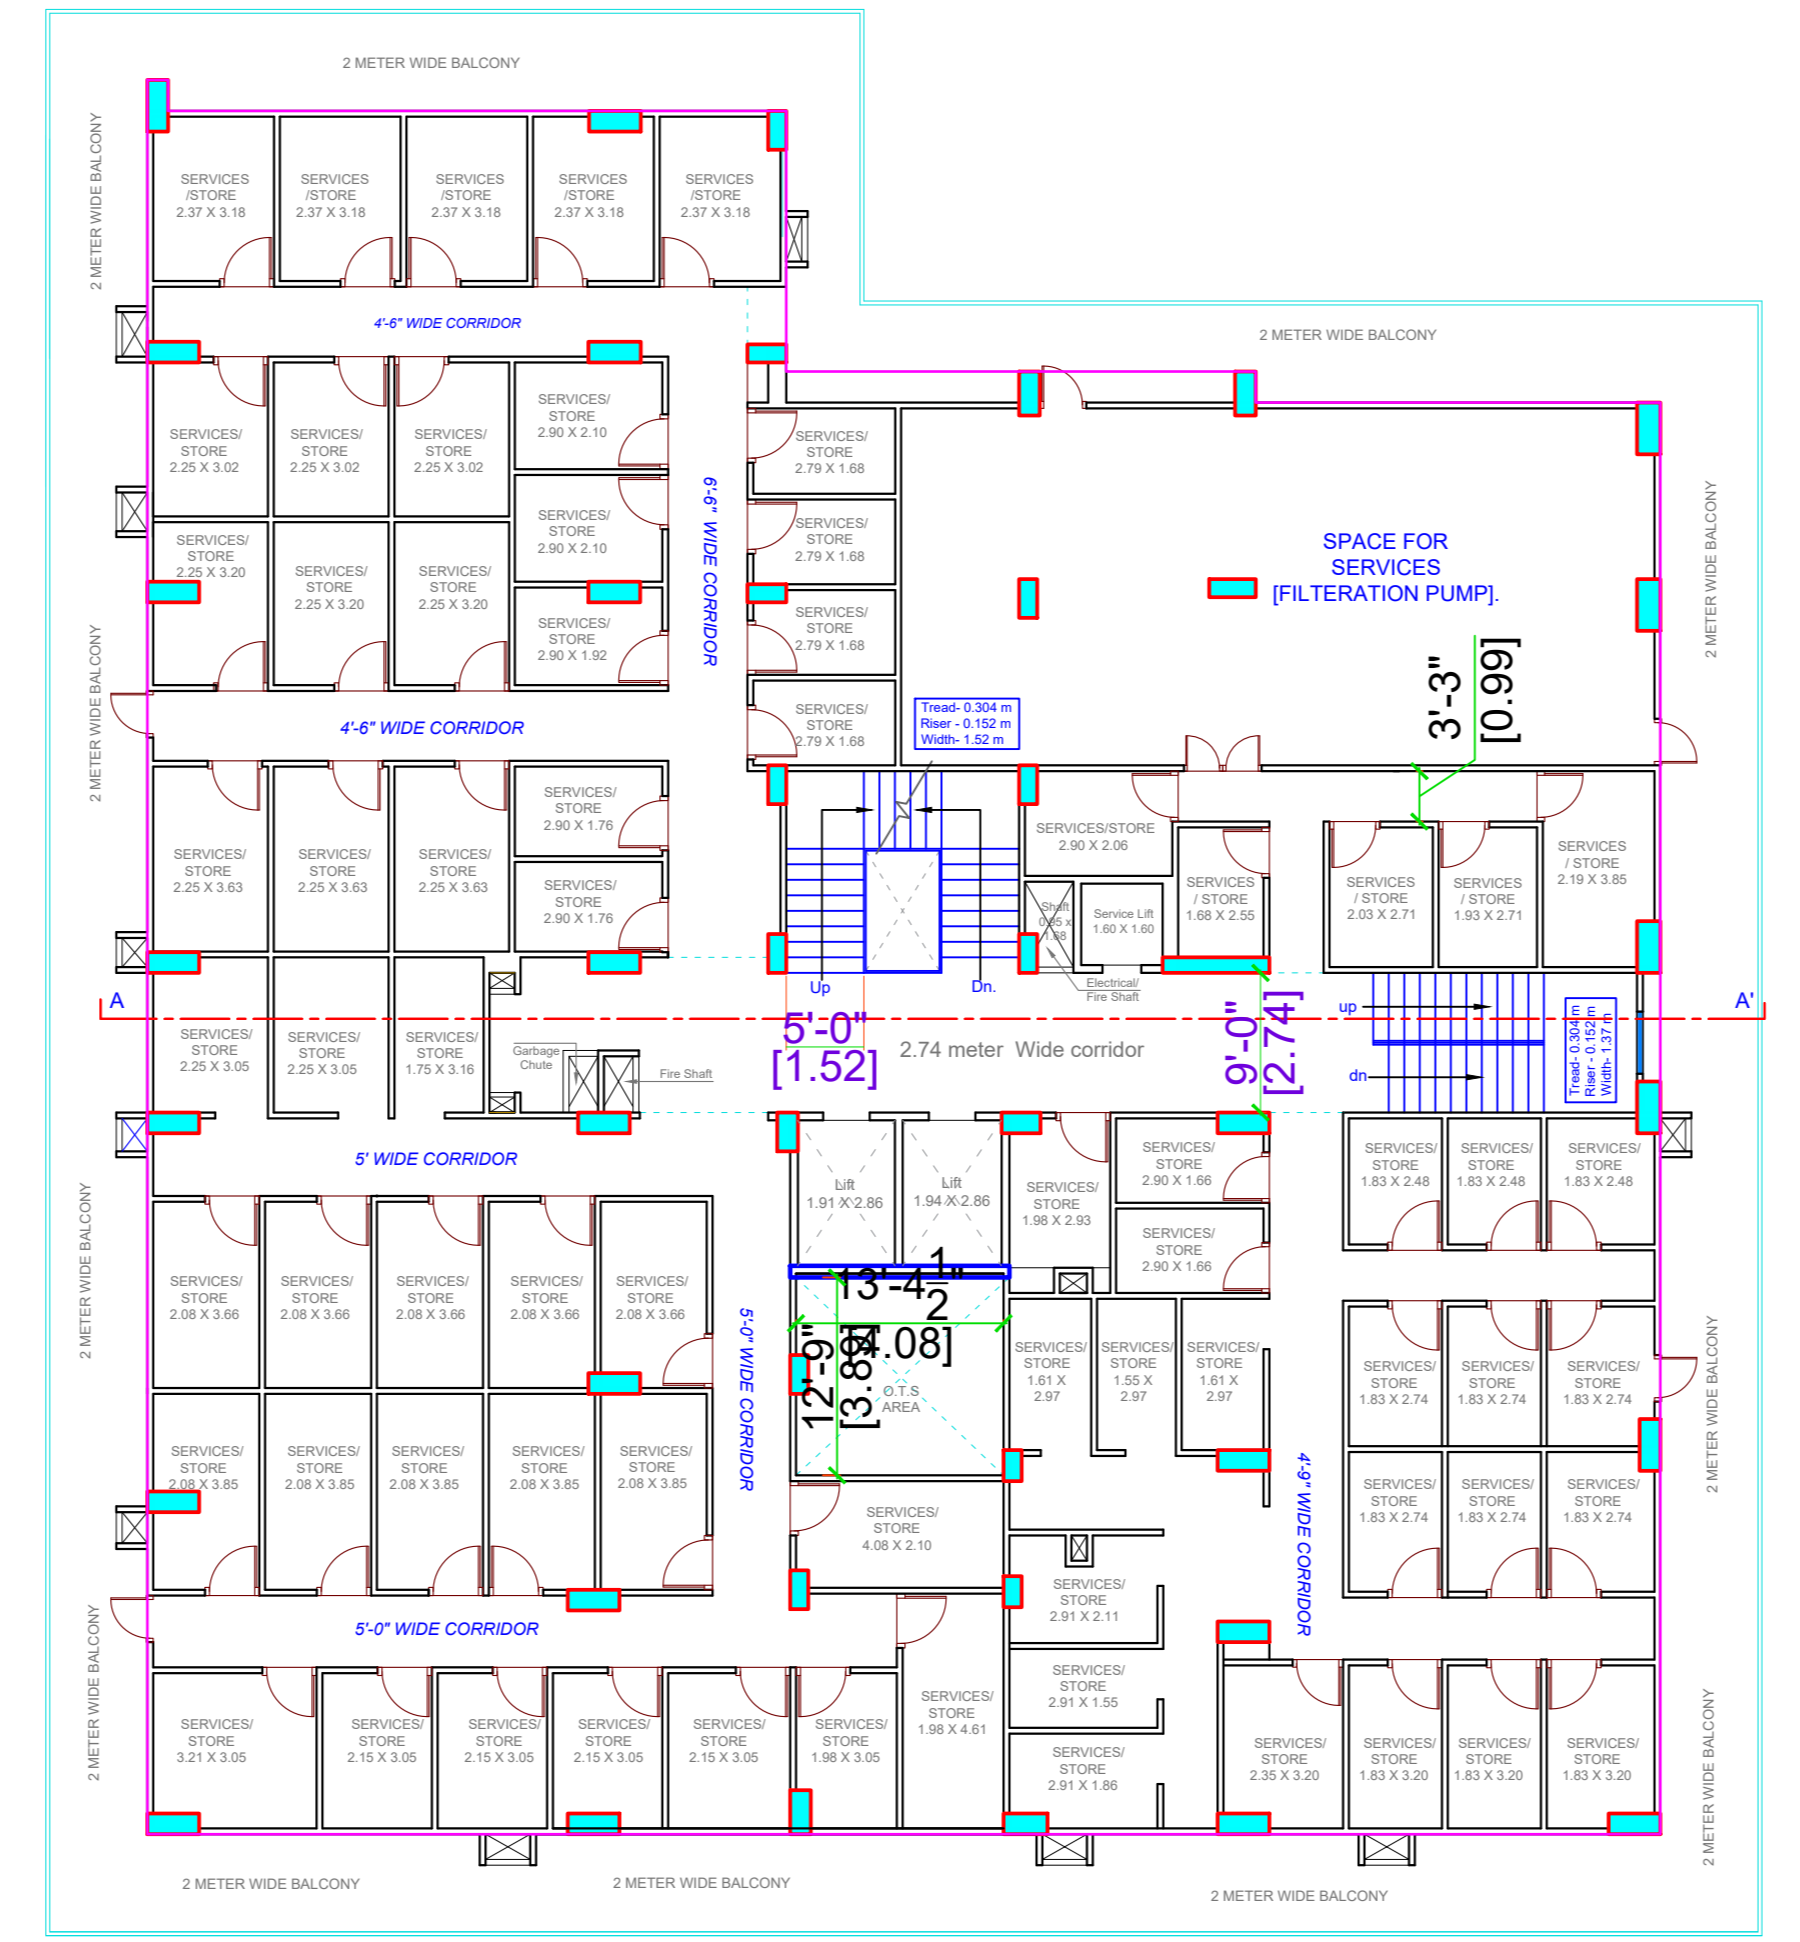 2 METER WIDE BALCONY
2 METER WIDE BALCONY
SERVICES
/STORE
2.37 X 3.18
SERVICES
/STORE
2.37 X 3.18
SERVICES
/STORE
2.37 X 3.18
SERVICES
/STORE
2.37 X 3.18
SERVICES
/STORE
2.37 X 3.18
4'-6" WIDE CORRIDOR
2 METER WIDE BALCONY
SERVICES/
STORE
2.25 X 3.02
SERVICES/
STORE
2.25 X 3.02
SERVICES/
STORE
2.25 X 3.02
SERVICES/
STORE
2.90 X 2.10
SERVICES/
STORE
2.90 X 2.10
SERVICES/
STORE
2.90 X 1.92
SERVICES/
STORE
2.25 X 3.20
SERVICES/
STORE
2.25 X 3.20
SERVICES/
STORE
2.25 X 3.20
6'-6" WIDE CORRIDOR
SERVICES/
STORE
2.79 X 1.68
SERVICES/
STORE
2.79 X 1.68
SERVICES/
STORE
2.79 X 1.68
SERVICES/
STORE
2.79 X 1.68
SPACE FOR
SERVICES
[FILTERATION PUMP].
2 METER WIDE BALCONY
2 METER WIDE BALCONY
3'-3"
[0.99]
Tread- 0.304 m
Riser - 0.152 m
Width- 1.52 m
4'-6" WIDE CORRIDOR
SERVICES/
STORE
2.25 X 3.63
SERVICES/
STORE
2.25 X 3.63
SERVICES/
STORE
2.25 X 3.63
SERVICES/
STORE
2.90 X 1.76
SERVICES/
STORE
2.90 X 1.76
SERVICES/STORE
2.90 X 2.06
Shaft
0.95 x
1.68
Service Lift
1.60 X 1.60
SERVICES
/ STORE
1.68 X 2.55
SERVICES
/ STORE
2.03 X 2.71
SERVICES
/ STORE
1.93 X 2.71
SERVICES
/ STORE
2.19 X 3.85
Up
Dn.
Electrical/
Fire Shaft
A
A'
up
dn
Tread- 0.304 m
Riser - 0.152 m
Width- 1.37 m
5'-0"
[1.52]
2.74 meter Wide corridor
9'-0"
[2.74]
SERVICES/
STORE
2.25 X 3.05
SERVICES/
STORE
2.25 X 3.05
SERVICES/
STORE
1.75 X 3.16
Garbage
Chute
Fire Shaft
5' WIDE CORRIDOR
2 METER WIDE BALCONY
Lift
1.91 X 2.86
Lift
1.94 X 2.86
SERVICES/
STORE
1.98 X 2.93
SERVICES/
STORE
2.90 X 1.66
SERVICES/
STORE
2.90 X 1.66
SERVICES/
STORE
1.83 X 2.48
SERVICES/
STORE
1.83 X 2.48
SERVICES/
STORE
1.83 X 2.48
SERVICES/
STORE
2.08 X 3.66
SERVICES/
STORE
2.08 X 3.66
SERVICES/
STORE
2.08 X 3.66
SERVICES/
STORE
2.08 X 3.66
SERVICES/
STORE
2.08 X 3.66
5'-0" WIDE CORRIDOR
13'-4 1/2"
[4.08]
12'-9"
[3.89]
O.T.S
AREA
SERVICES/
STORE
1.61 X
2.97
SERVICES/
STORE
1.55 X
2.97
SERVICES/
STORE
1.61 X
2.97
SERVICES/
STORE
1.83 X 2.74
SERVICES/
STORE
1.83 X 2.74
SERVICES/
STORE
1.83 X 2.74
2 METER WIDE BALCONY
SERVICES/
STORE
2.08 X 3.85
SERVICES/
STORE
2.08 X 3.85
SERVICES/
STORE
2.08 X 3.85
SERVICES/
STORE
2.08 X 3.85
SERVICES/
STORE
2.08 X 3.85
SERVICES/
STORE
4.08 X 2.10
4'-9" WIDE CORRIDOR
SERVICES/
STORE
1.83 X 2.74
SERVICES/
STORE
1.83 X 2.74
SERVICES/
STORE
1.83 X 2.74
SERVICES/
STORE
2.91 X 2.11
5'-0" WIDE CORRIDOR
2 METER WIDE BALCONY
SERVICES/
STORE
3.21 X 3.05
SERVICES/
STORE
2.15 X 3.05
SERVICES/
STORE
2.15 X 3.05
SERVICES/
STORE
2.15 X 3.05
SERVICES/
STORE
2.15 X 3.05
SERVICES/
STORE
1.98 X 3.05
SERVICES/
STORE
1.98 X 4.61
SERVICES/
STORE
2.91 X 1.55
SERVICES/
STORE
2.91 X 1.86
SERVICES/
STORE
2.35 X 3.20
SERVICES/
STORE
1.83 X 3.20
SERVICES/
STORE
1.83 X 3.20
SERVICES/
STORE
1.83 X 3.20
2 METER WIDE BALCONY
2 METER WIDE BALCONY
2 METER WIDE BALCONY
2 METER WIDE BALCONY